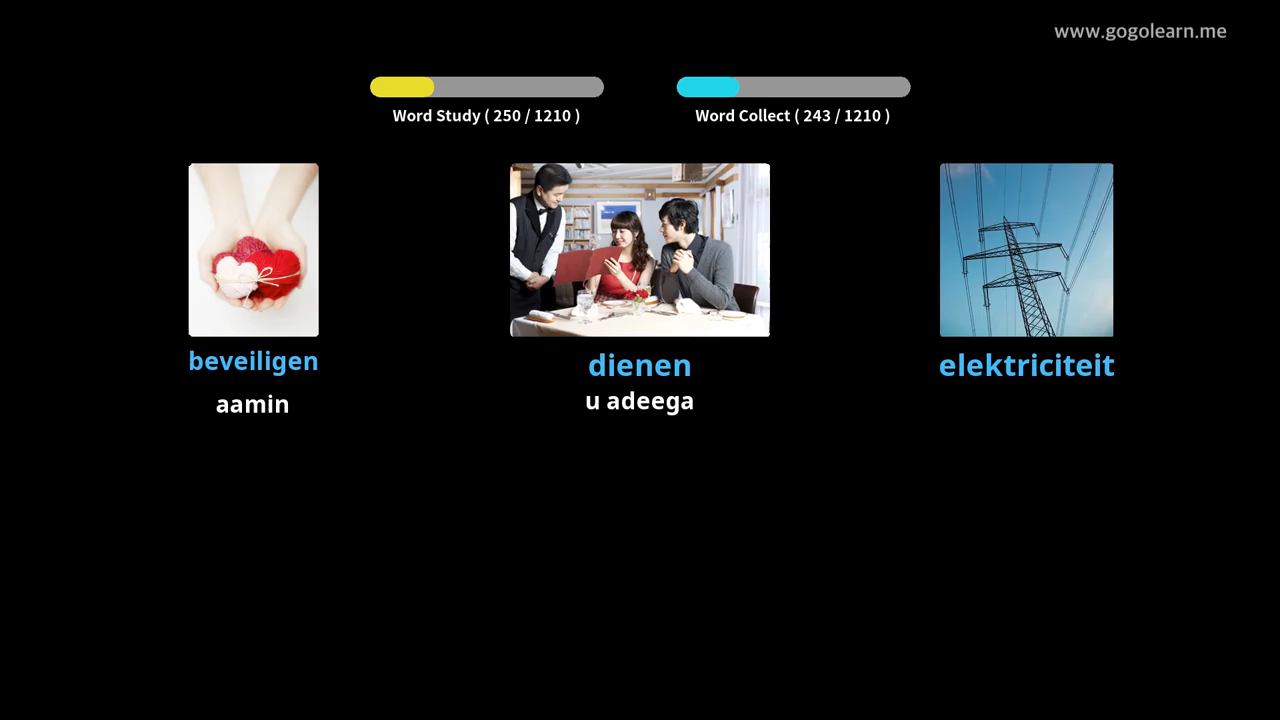 www.gogolearn.me
Word Study ( 250 / 1210 )
Word Collect ( 243 / 1210 )
beveiligen
aamin
dienen
u adeega
elektriciteit